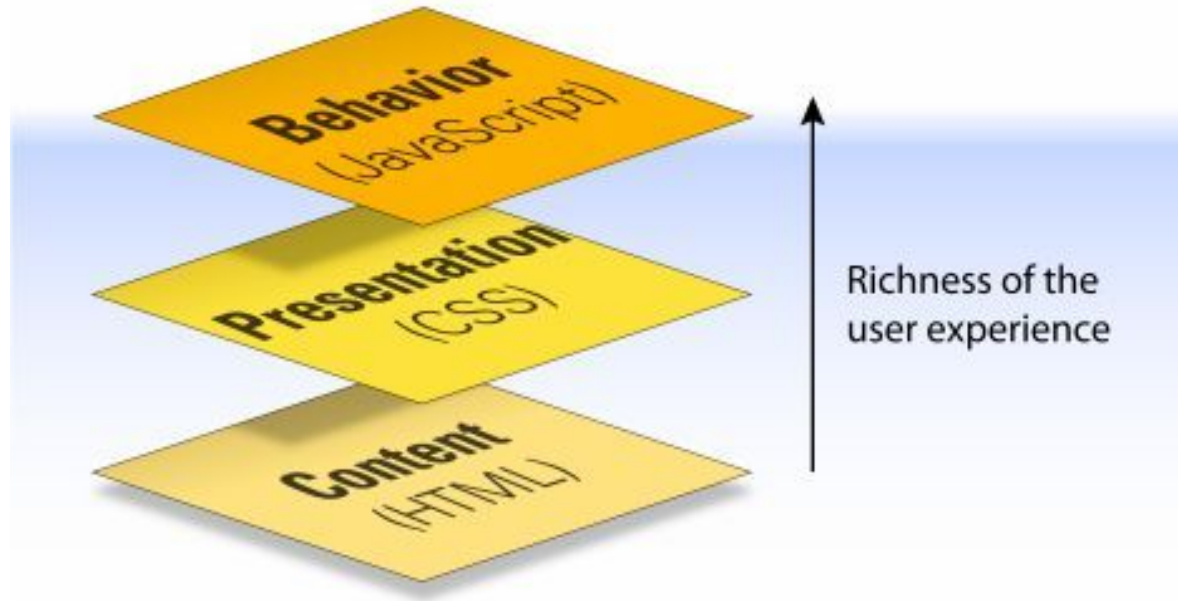 Behavior
(JavaScript)
Presentation
(CSS)
Content
(HTML)
Richness of the
user experience